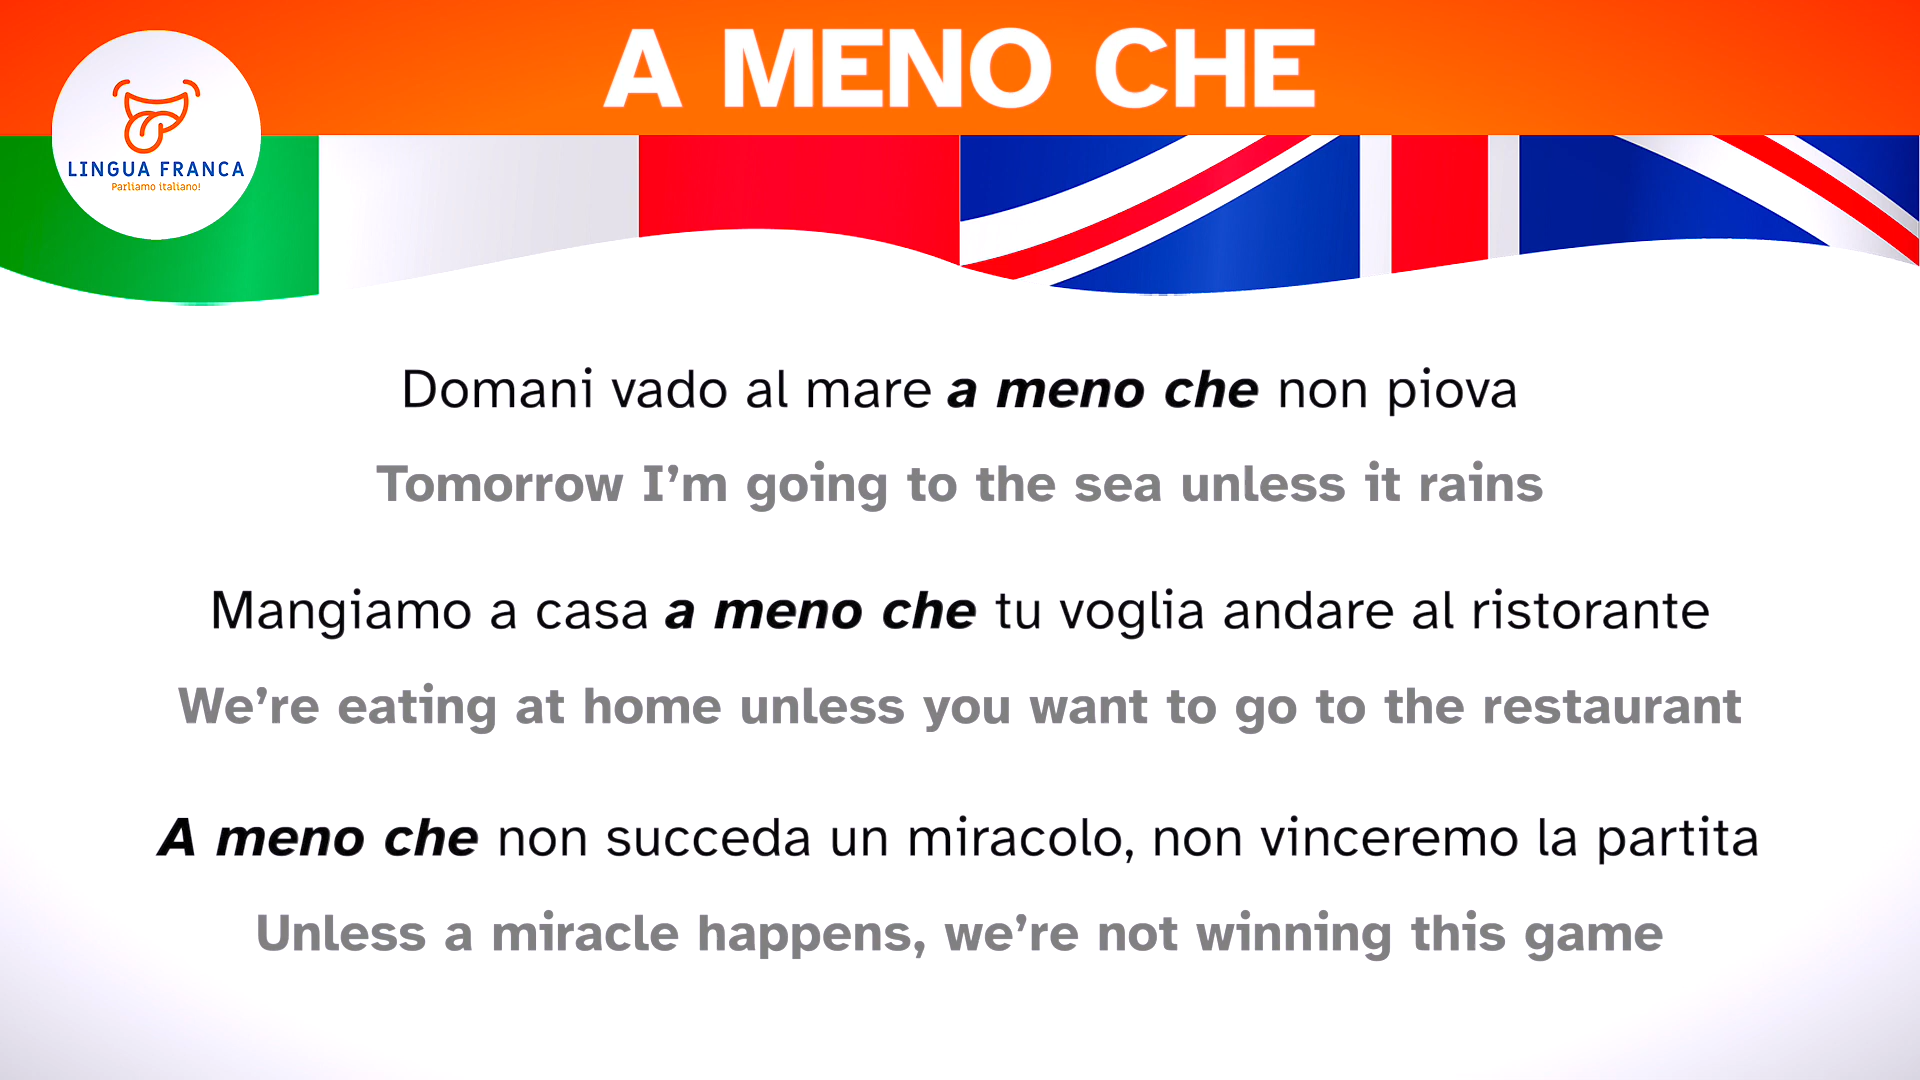 A MENO CHE
LINGUA FRANCA
Parliamo italiano!
Domani vado al mare a meno che non piova
Tomorrow I’m going to the sea unless it rains
Mangiamo a casa a meno che tu voglia andare al ristorante
We’re eating at home unless you want to go to the restaurant
A meno che non succeda un miracolo, non vinceremo la partita
Unless a miracle happens, we’re not winning this game